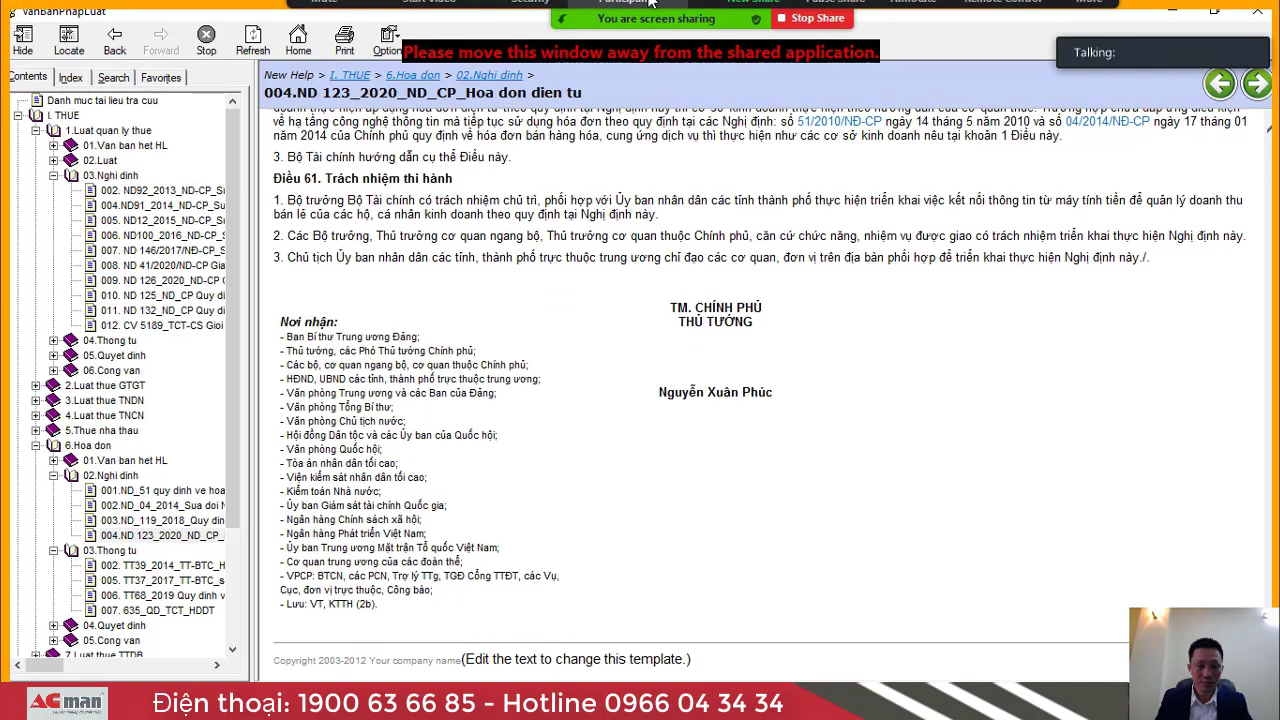 VanBanPhapLuat
You are screen sharing
Stop Share
Please move this window away from the shared application.
Talking:
Hide
Locate
Back
Forward
Stop
Refresh
Home
Print
Option
Contents
Index
Search
Favorites
New Help > I. THUE > 6.Hoa don > 02.Nghi dinh >
004.ND 123_2020_ND_CP_Hoa don dien tu
Danh muc tai lieu tra cuu
I. THUE
1.Luat quan ly thue
01.Van ban het HL
02.Luat
03.Nghi dinh
002. ND92_2013_ND-CP_Su
004.ND91_2014_ND-CP_Su
005. ND12_2015_ND-CP_Su
006. ND100_2016_ND-CP_Su
007. ND 146/2017/ND-CP
008. ND 41/2020/ND-CP Gia
009. ND 126_2020_ND-CP
010. ND 125_ND_CP Quy di
011. ND 132_ND_CP Quy
012. CV 5189_TCT-CS Gioi
04.Thong tu
05.Quyet dinh
06.Cong van
2.Luat thue GTGT
3.Luat thue TNDN
4.Luat thue TNCN
5.Thue nha thau
6.Hoa don
01.Van ban het HL
02.Nghi dinh
001.ND_51 quy dinh ve hoa
002.ND_04_2014_Sua doi N
003.ND_119_2018_Quy din
004.ND 123_2020_ND_CP_
03.Thong tu
002. TT39_2014_TT-BTC_H
005. TT37_2017_TT-BTC_s
006. TT68_2019 Quy dinh v
007. 635_QD_TCT_HDDT
04.Quyet dinh
05.Cong van
7.Luat thue TTDB
về hạ tầng công nghệ thông tin mà tiếp tục sử dụng hóa đơn theo quy định tại các Nghị định: số 51/2010/NĐ-CP ngày 14 tháng 5 năm 2010 và số 04/2014/NĐ-CP ngày 17 tháng 01
năm 2014 của Chính phủ quy định về hóa đơn bán hàng hóa, cung ứng dịch vụ thì thực hiện như các cơ sở kinh doanh nêu tại khoản 1 Điều này.
3. Bộ Tài chính hướng dẫn cụ thể Điều này.
Điều 61. Trách nhiệm thi hành
1. Bộ trưởng Bộ Tài chính có trách nhiệm chủ trì, phối hợp với Ủy ban nhân dân các tỉnh thành phố thực hiện triển khai việc kết nối thông tin từ máy tính tiền để quản lý doanh thu
bán lẻ của các hộ, cá nhân kinh doanh theo quy định tại Nghị định này.
2. Các Bộ trưởng, Thủ trưởng cơ quan ngang bộ, Thủ trưởng cơ quan thuộc Chính phủ, căn cứ chức năng, nhiệm vụ được giao có trách nhiệm triển khai thực hiện Nghị định này.
3. Chủ tịch Ủy ban nhân dân các tỉnh, thành phố trực thuộc trung ương chỉ đạo các cơ quan, đơn vị trên địa bàn phối hợp để triển khai thực hiện Nghị định này./.
Nơi nhận:
- Ban Bí thư Trung ương Đảng;
- Thủ tướng, các Phó Thủ tướng Chính phủ;
- Các bộ, cơ quan ngang bộ, cơ quan thuộc Chính phủ;
- HĐND, UBND các tỉnh, thành phố trực thuộc trung ương;
- Văn phòng Trung ương và các Ban của Đảng;
- Văn phòng Tổng Bí thư;
- Văn phòng Chủ tịch nước;
- Hội đồng Dân tộc và các Ủy ban của Quốc hội;
- Văn phòng Quốc hội;
- Tòa án nhân dân tối cao;
- Viện kiểm sát nhân dân tối cao;
- Kiểm toán Nhà nước;
- Ủy ban Giám sát tài chính Quốc gia;
- Ngân hàng Chính sách xã hội;
- Ngân hàng Phát triển Việt Nam;
- Ủy ban Trung ương Mặt trận Tổ quốc Việt Nam;
- Cơ quan trung ương của các đoàn thể;
- VPCP: BTCN, các PCN, Trợ lý TTg, TGĐ Cổng TTĐT, các Vụ,
Cục, đơn vị trực thuộc, Công báo;
- Lưu: VT, KTTH (2b).
TM. CHÍNH PHỦ
THỦ TƯỚNG
Nguyễn Xuân Phúc
Copyright 2003-2012 Your company name(Edit the text to change this template.)
ACman
Điện thoại: 1900 63 66 85 - Hotline 0966 04 34 34